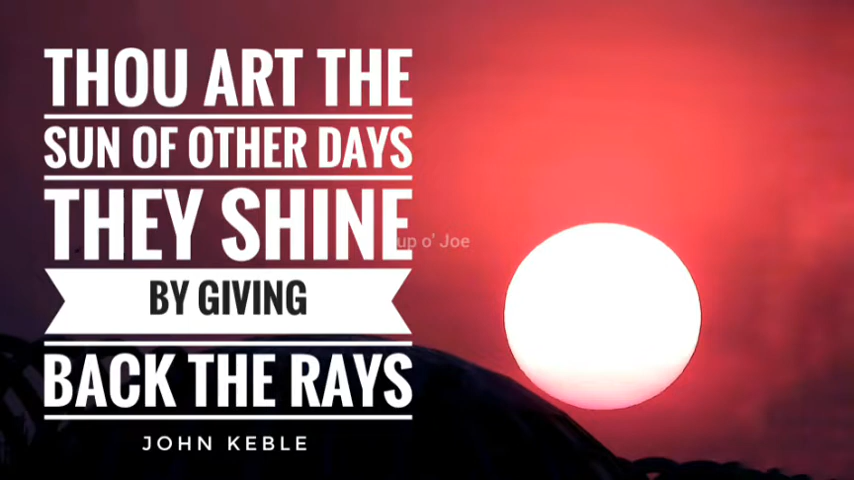 THOU ART THE
SUN OF OTHER DAYS
THEY SHINE
up o' Joe
BY GIVING
BACK THE RAYS
JOHN KEBLE